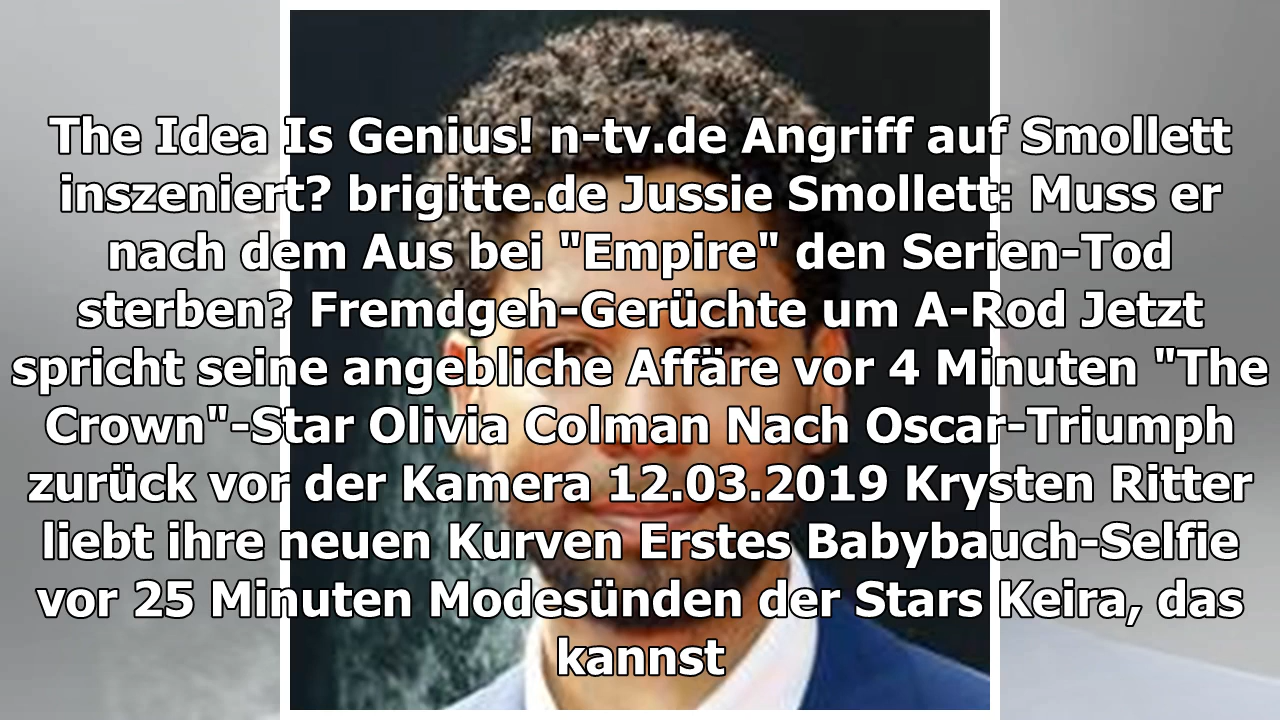 The Idea Is Genius! n-tv.de Angriff auf Smollett
inszeniert? brigitte.de Jussie Smollett: Muss er
nach dem Aus bei "Empire" den Serien-Tod
sterben? Fremdgeh-Gerüchte um A-Rod Jetzt
spricht seine angebliche Affäre vor 4 Minuten "The
Crown"-Star Olivia Colman Nach Oscar-Triumph
zurück vor der Kamera 12.03.2019 Krysten Ritter
liebt ihre neuen Kurven Erstes Babybauch-Selfie
vor 25 Minuten Modesünden der Stars Keira, das
kannst